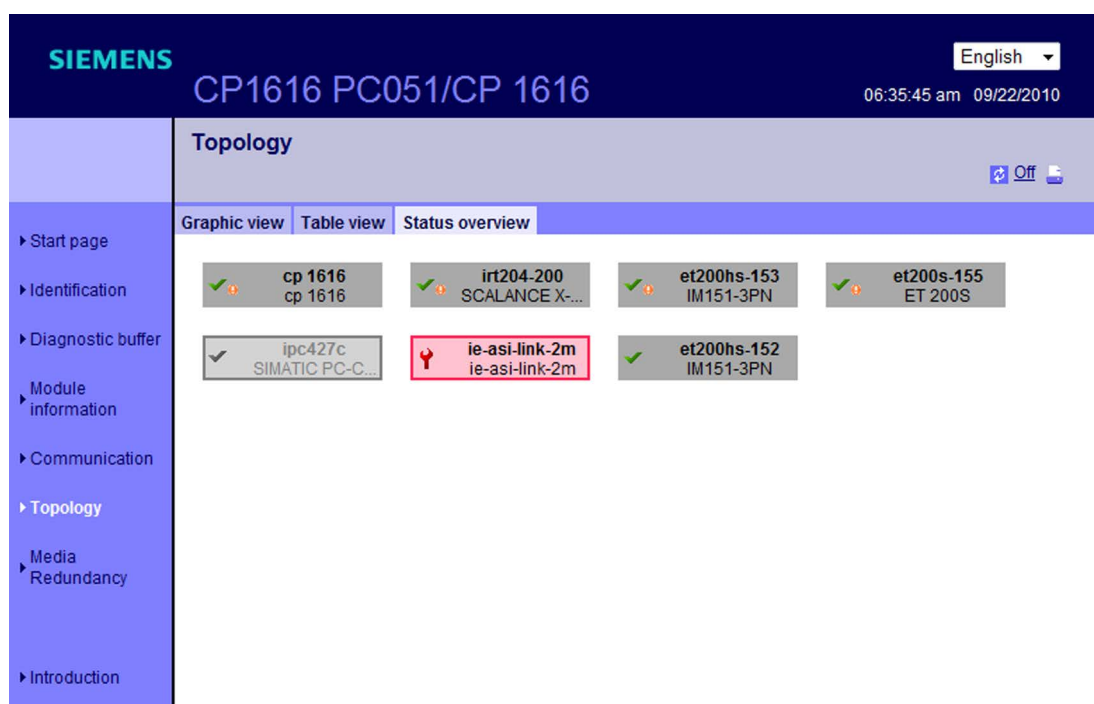 SIEMENS
CP1616 PC051/CP 1616
English
06:35:45 am 09/22/2010
Topology
Off
Graphic view Table view Status overview
Start page
Identification
Diagnostic buffer
Module
information
Communication
Topology
Media
Redundancy
Introduction
cp 1616
cp 1616
irt204-200
SCALANCE X-...
et200hs-153
IM151-3PN
et200s-155
ET 200S
ipc427c
SIMATIC PC-C...
ie-asi-link-2m
ie-asi-link-2m
et200hs-152
IM151-3PN